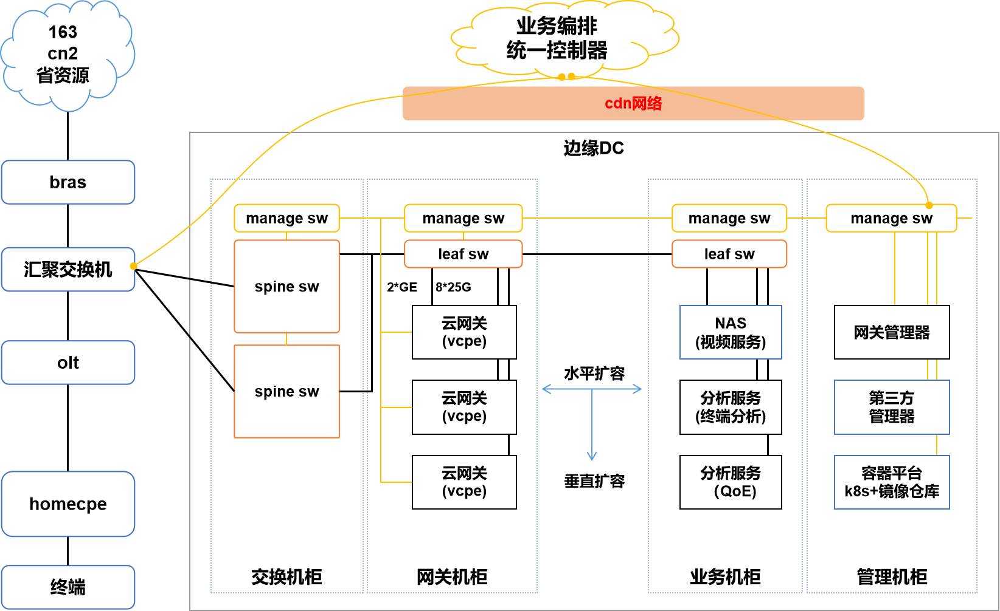 163
cn2
省资源
业务编排
统一控制器
cdn网络
边缘DC
bras
汇聚交换机
olt
homecpe
终端
manage sw
spine sw
spine sw
交换机柜
manage sw
leaf sw
2*GE
8*25G
云网关
(vcpe)
云网关
(vcpe)
云网关
(vcpe)
网关机柜
水平扩容
垂直扩容
manage sw
leaf sw
NAS
(视频服务)
分析服务
(终端分析)
分析服务
（QoE)
业务机柜
manage sw
网关管理器
第三方
管理器
容器平台
k8s+镜像仓库
管理机柜